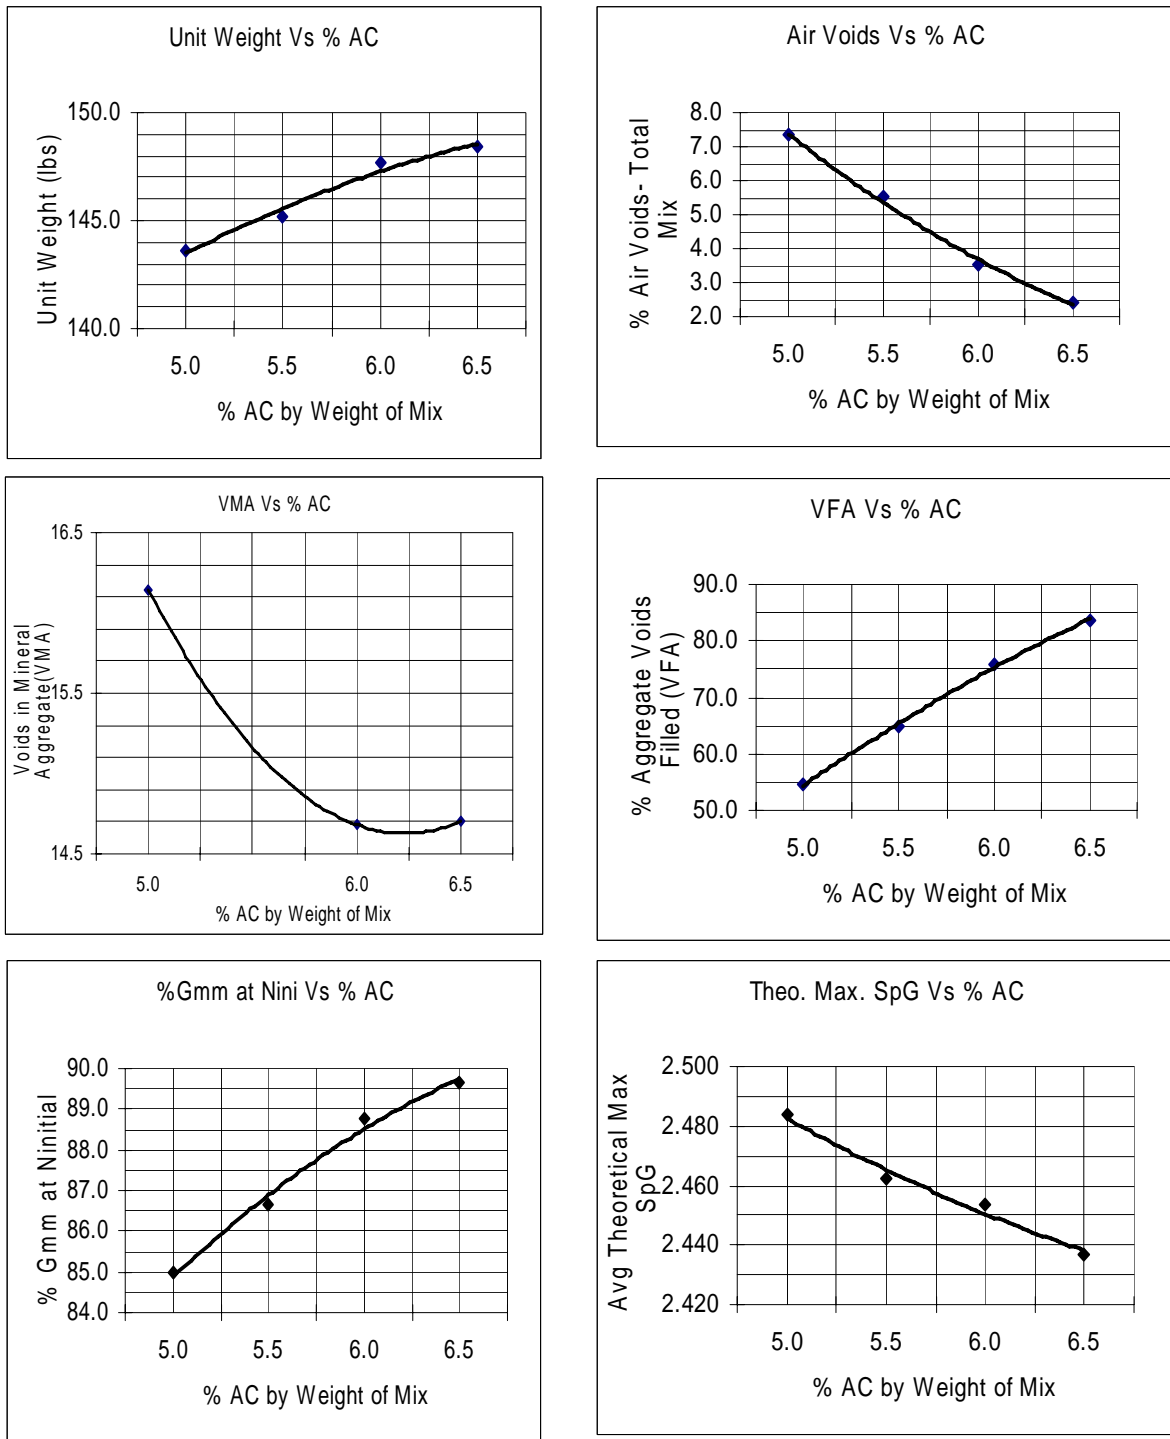 Unit Weight Vs % AC
Unit Weight (lbs)
150.0
145.0
140.0
5.0 5.5 6.0 6.5
% AC by Weight of Mix
Air Voids Vs % AC
% Air Voids- Total
Mix
8.0
7.0
6.0
5.0
4.0
3.0
2.0
5.0 5.5 6.0 6.5
% AC by Weight of Mix
VMA Vs % AC
Voids in Mineral
Aggregate(VMA)
16.5
15.5
14.5
5.0 6.0 6.5
% AC by Weight of Mix
VFA Vs % AC
% Aggregate Voids
Filled (VFA)
90.0
80.0
70.0
60.0
50.0
5.0 5.5 6.0 6.5
% AC by Weight of Mix
%Gmm at Nini Vs % AC
% Gmm at Ninitial
90.0
89.0
88.0
87.0
86.0
85.0
84.0
5.0 5.5 6.0 6.5
% AC by Weight of Mix
Theo. Max. SpG Vs % AC
Avg Theoretical Max
SpG
2.500
2.480
2.460
2.440
2.420
5.0 5.5 6.0 6.5
% AC by Weight of Mix